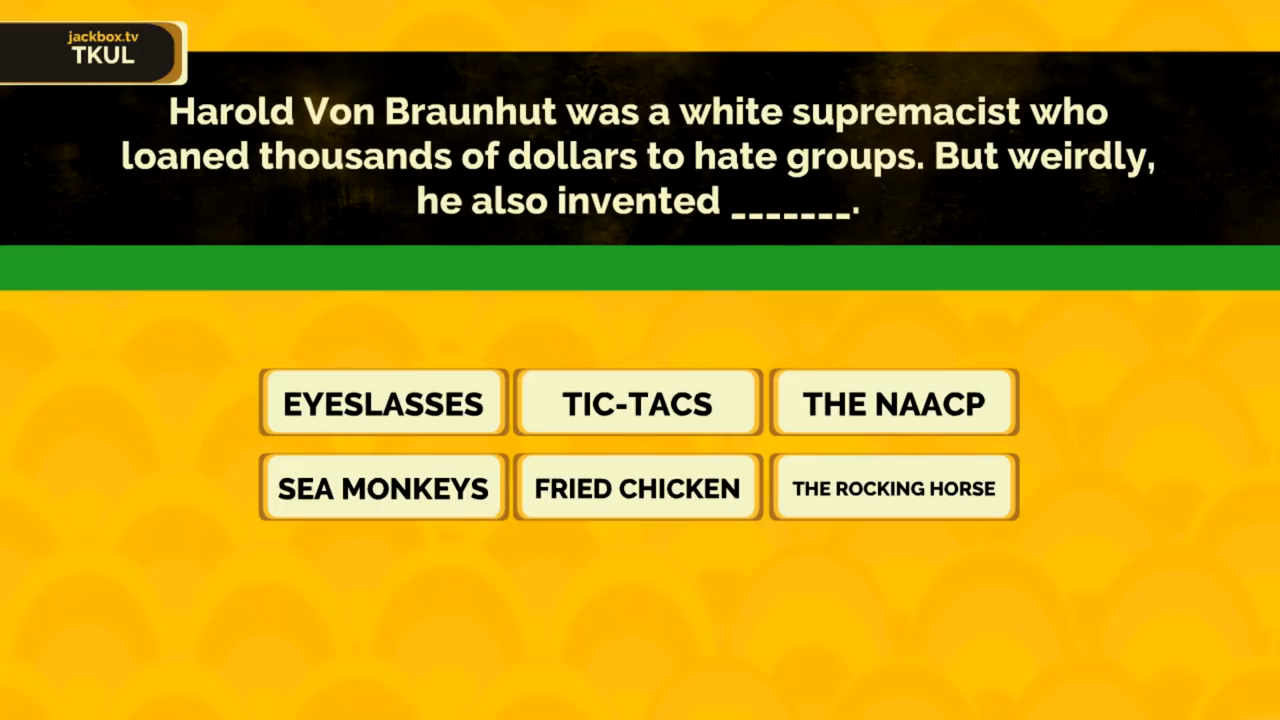 jackbox.tv
TKUL
Harold Von Braunhut was a white supremacist who
loaned thousands of dollars to hate groups. But weirdly,
he also invented _______.
EYESLASSES
TIC-TACS
THE NAACP
SEA MONKEYS
FRIED CHICKEN
THE ROCKING HORSE